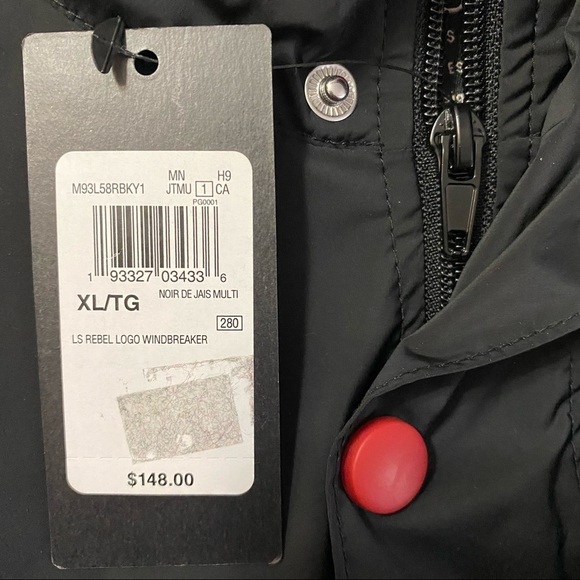 M93L58RBKY1 MN H9
JTMU 1 CA
PG0001
1 93327 03433 6
XL/TG NOIR DE JAIS MULTI
280
LS REBEL LOGO WINDBREAKER
$148.00
S
ES